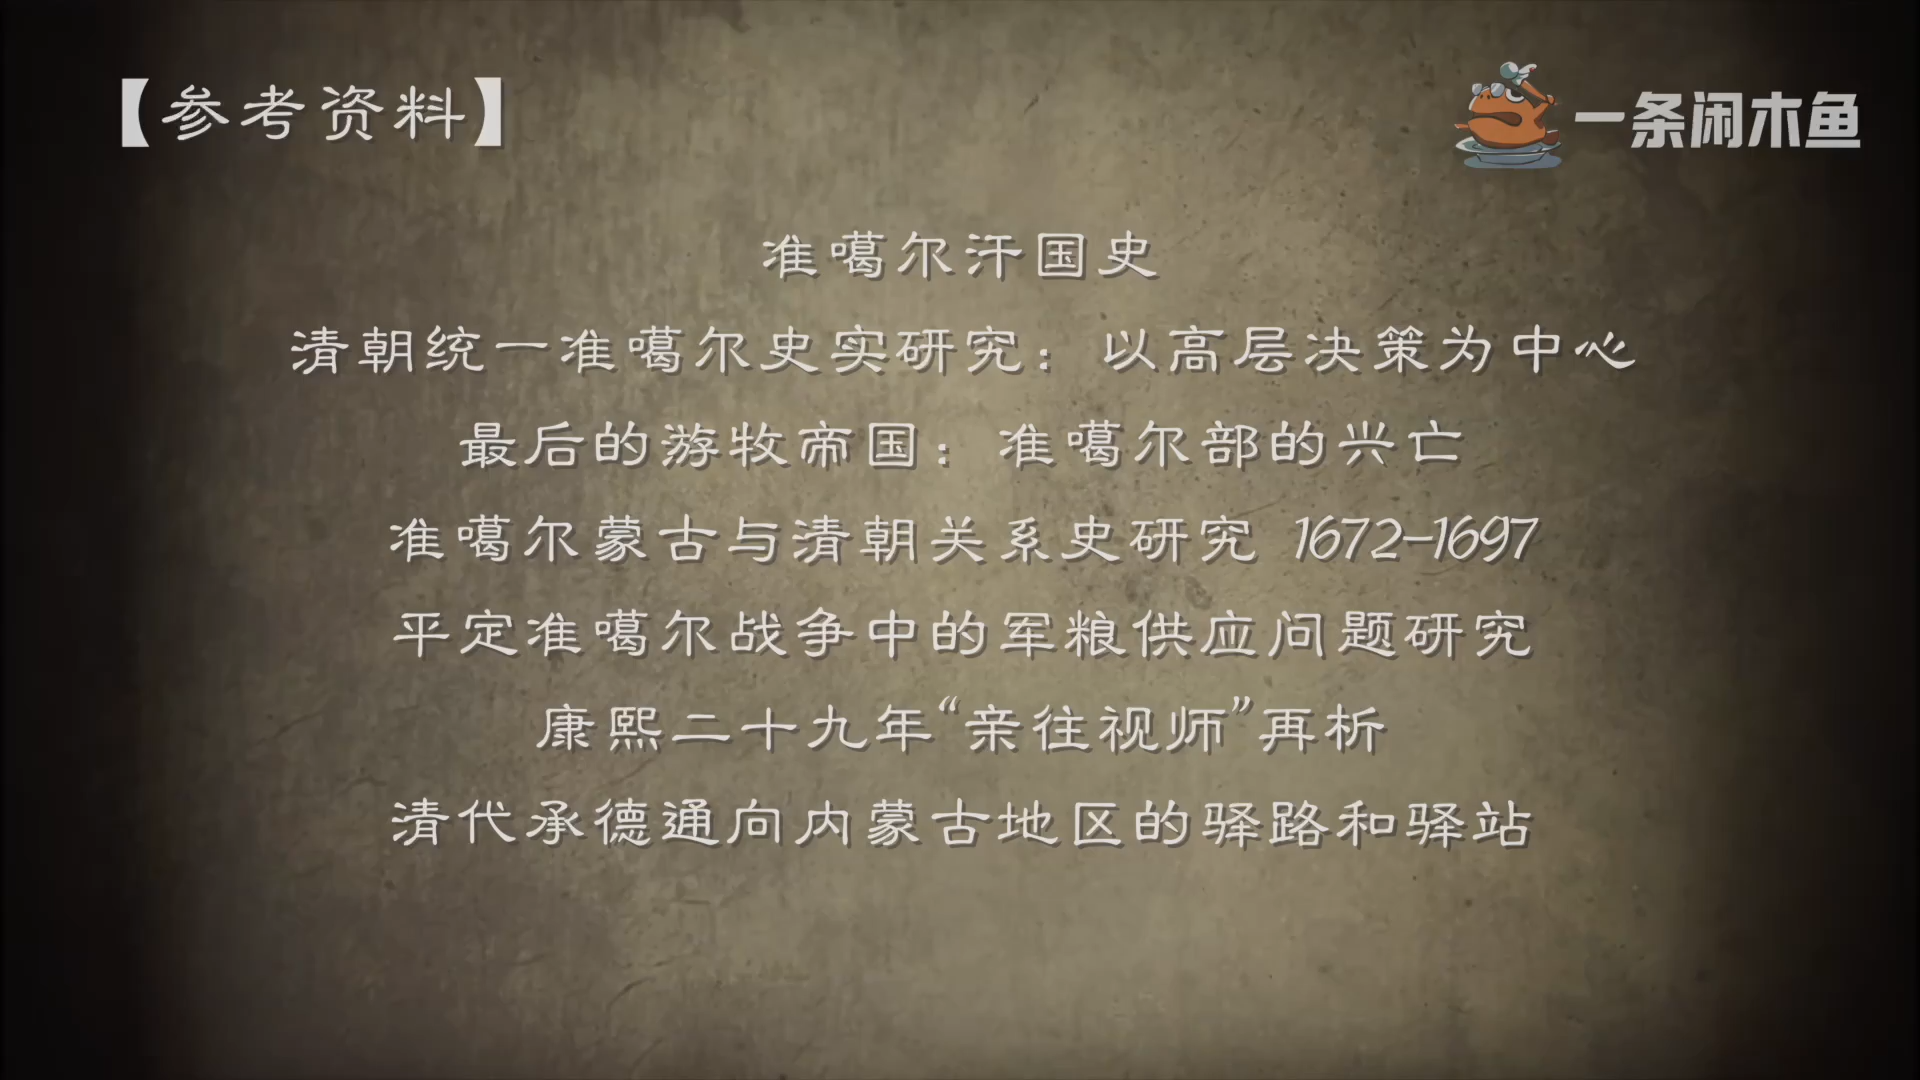 【参考资料】
一条闲木鱼
准噶尔汗国史
清朝统一准噶尔史实研究：以高层决策为中心
最后的游牧帝国：准噶尔部的兴亡
准噶尔蒙古与清朝关系史研究 1672-1697
平定准噶尔战争中的军粮供应问题研究
康熙二十九年“亲往视师”再析
清代承德通向内蒙古地区的驿路和驿站